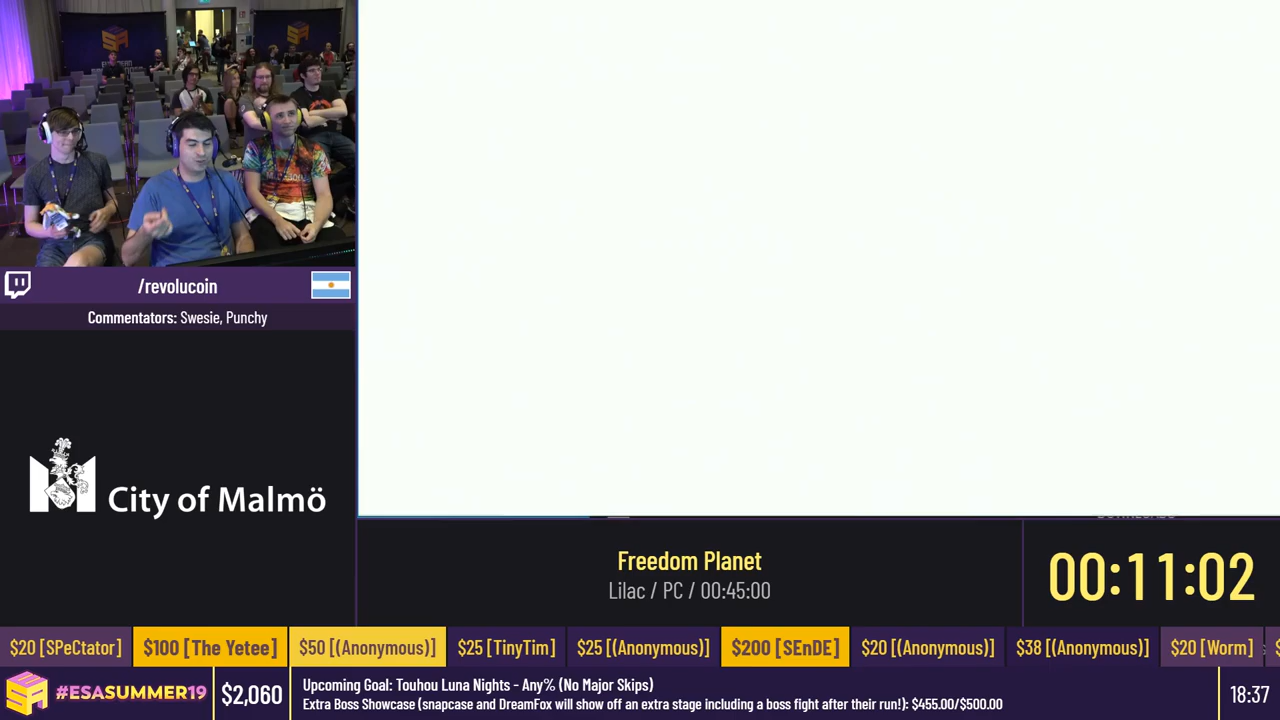 /revolucoin
Commentators: Swesie, Punchy
City of Malmö
Freedom Planet
Lilac / PC / 00:45:00
00:11:02
$20 [SPeCtator]
$100 [The Yetee]
$50 [(Anonymous)]
$25 [TinyTim]
$25 [(Anonymous)]
$200 [SEnDE]
$20 [(Anonymous)]
$38 [(Anonymous)]
$20 [Worm]
#ESASUMMER19
$2,060
Upcoming Goal: Touhou Luna Nights - Any% (No Major Skips)
Extra Boss Showcase (snapcase and DreamFox will show off an extra stage including a boss fight after their run!): $455.00/$500.00
18:37